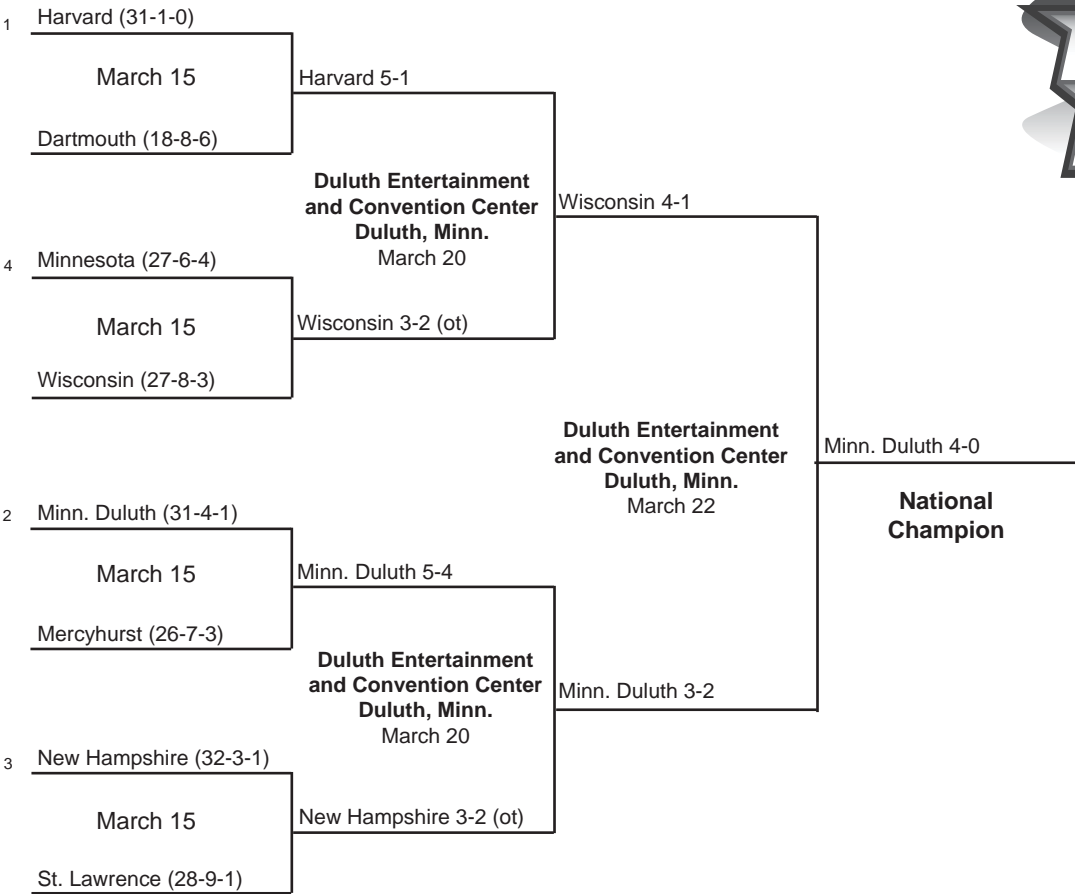 1 Harvard (31-1-0)
March 15
Dartmouth (18-8-6)
Harvard 5-1
Duluth Entertainment
and Convention Center
Duluth, Minn.
March 20
4 Minnesota (27-6-4)
March 15
Wisconsin (27-8-3)
Wisconsin 3-2 (ot)
Wisconsin 4-1
Duluth Entertainment
and Convention Center
Duluth, Minn.
March 22
Minn. Duluth 4-0
National
Champion
2 Minn. Duluth (31-4-1)
March 15
Mercyhurst (26-7-3)
Minn. Duluth 5-4
Duluth Entertainment
and Convention Center
Duluth, Minn.
March 20
Minn. Duluth 3-2
3 New Hampshire (32-3-1)
March 15
St. Lawrence (28-9-1)
New Hampshire 3-2 (ot)